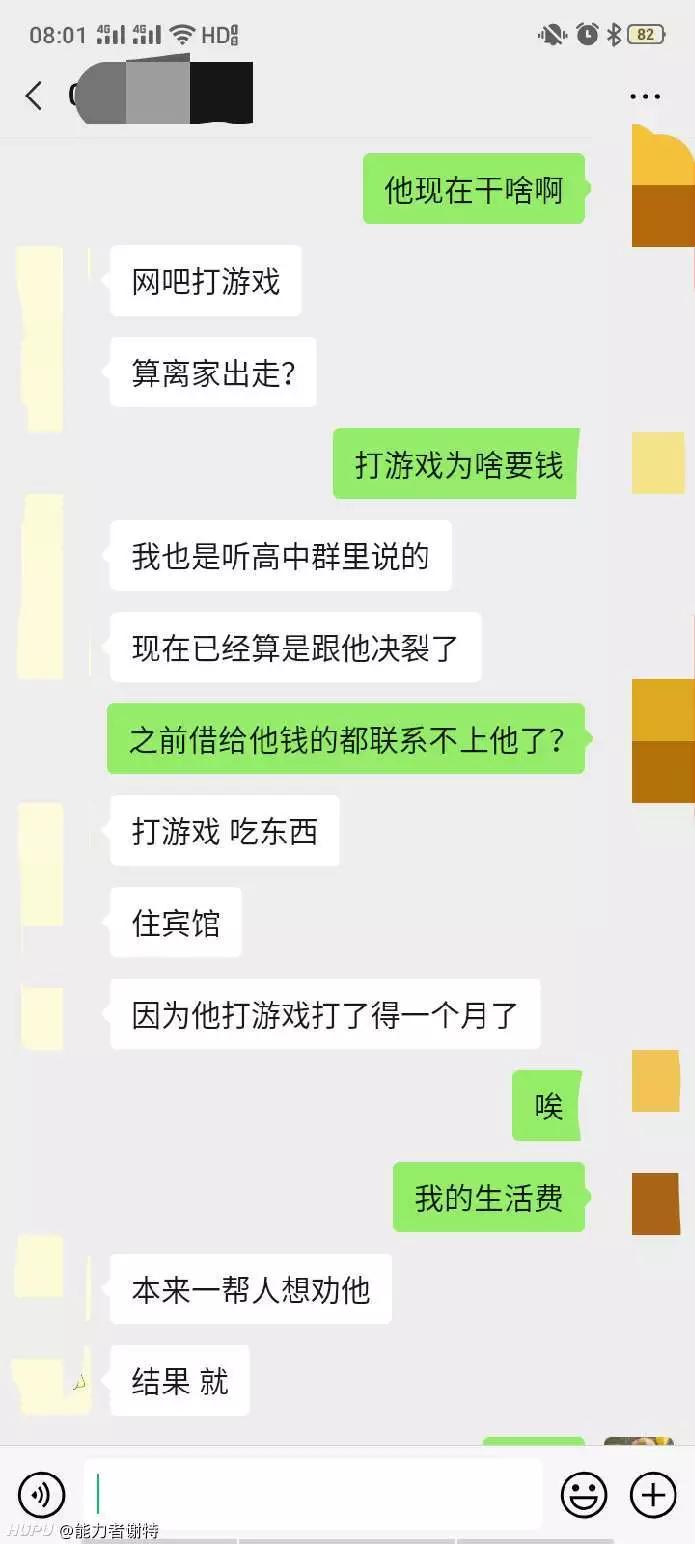 08:01 4G 4G HD 82
他现在干啥啊
网吧打游戏
算离家出走？
打游戏为啥要钱
我也是听高中群里说的
现在已经算是跟他决裂了
之前借给他钱的都联系不上他了？
打游戏 吃东西
住宾馆
因为他打游戏打了得一个月了
唉
我的生活费
本来一帮人想劝他
结果 就
HUPU @能力者谢特